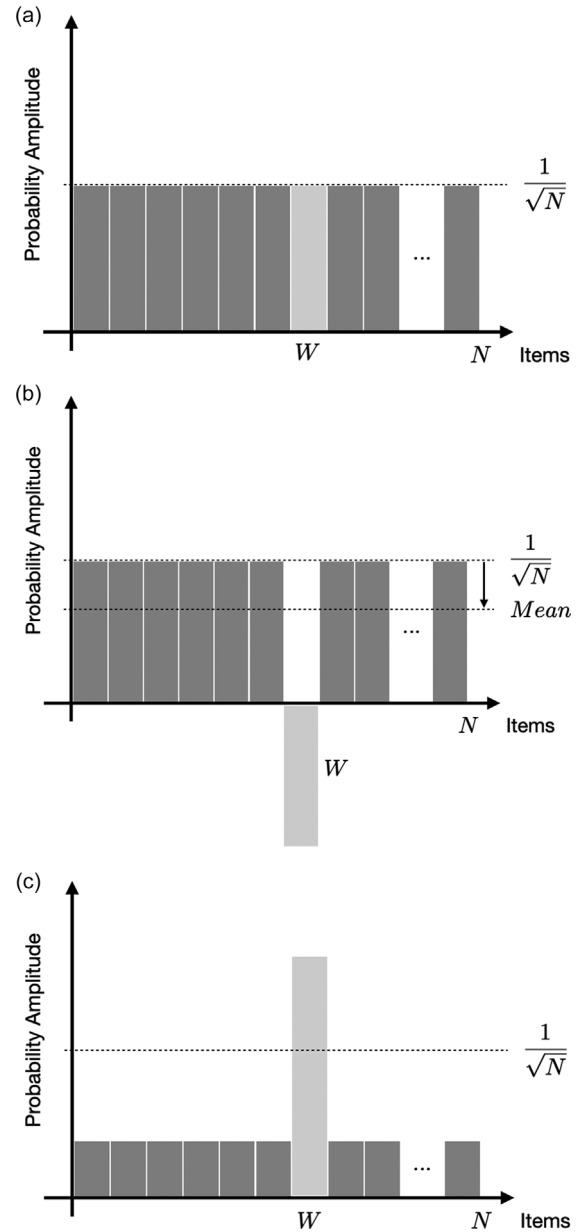 (a)
Probability Amplitude
1
√N
...
W
N Items
(b)
Probability Amplitude
1
√N
Mean
...
N Items
W
(c)
Probability Amplitude
1
√N
...
W
N Items